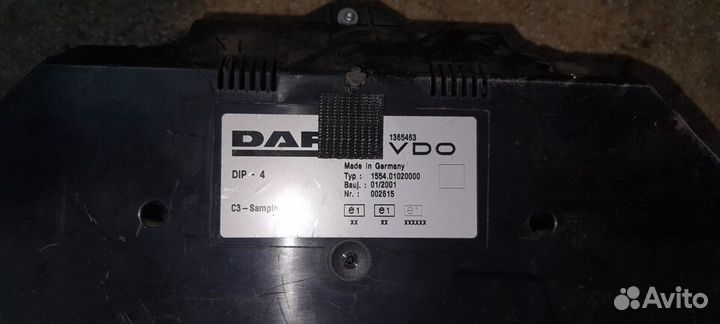 DAF 1365463
VDO
DIP - 4
Made in Germany
Typ : 1554.01020000
Bauj. : 01/2001
Nr. : 002615
C3-Sample
e1 e1 e1
xx xx xxxxxx
Avito